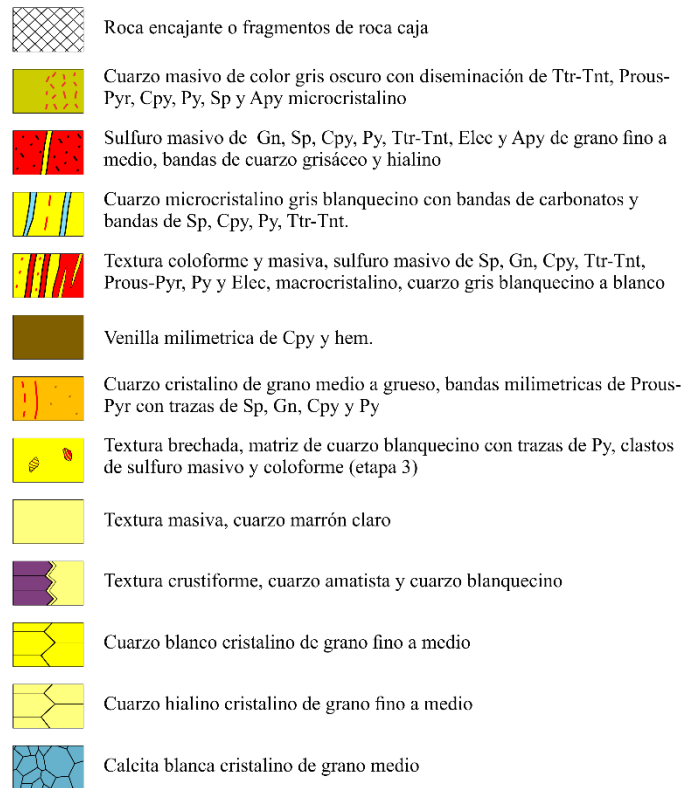 Roca encajante o fragmentos de roca caja
Cuarzo masivo de color gris oscuro con diseminación de Ttr-Tnt, Prous-
Pyr, Cpy, Py, Sp y Apy microcristalino
Sulfuro masivo de Gn, Sp, Cpy, Py, Ttr-Tnt, Elec y Apy de grano fino a
medio, bandas de cuarzo grisáceo y hialino
Cuarzo microcristalino gris blanquecino con bandas de carbonatos y
bandas de Sp, Cpy, Py, Ttr-Tnt.
Textura coloforme y masiva, sulfuro masivo de Sp, Gn, Cpy, Ttr-Tnt,
Prous-Pyr, Py y Elec, macrocristalino, cuarzo gris blanquecino a blanco
Venilla milimetrica de Cpy y hem.
Cuarzo cristalino de grano medio a grueso, bandas milimetricas de Prous-
Pyr con trazas de Sp, Gn, Cpy y Py
Textura brechada, matriz de cuarzo blanquecino con trazas de Py, clastos
de sulfuro masivo y coloforme (etapa 3)
Textura masiva, cuarzo marrón claro
Textura crustiforme, cuarzo amatista y cuarzo blanquecino
Cuarzo blanco cristalino de grano fino a medio
Cuarzo hialino cristalino de grano fino a medio
Calcita blanca cristalino de grano medio